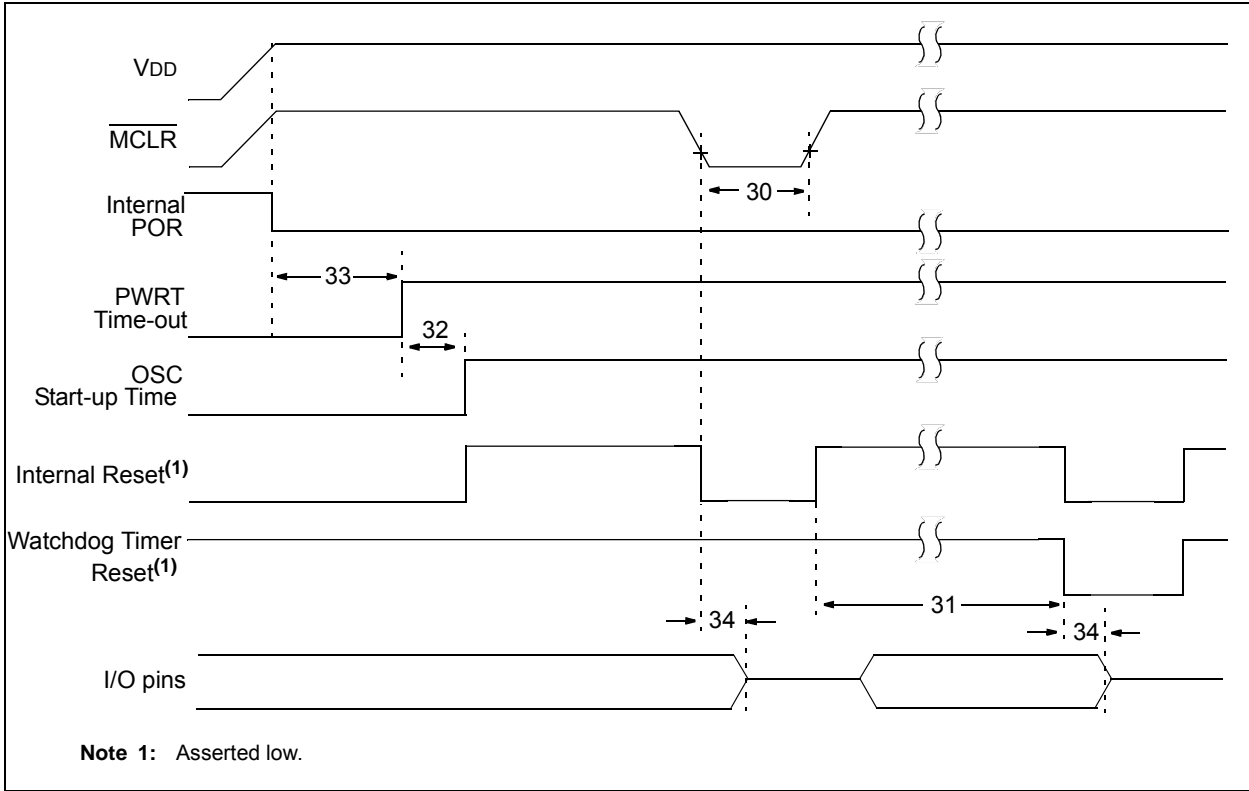 VDD
MCLR
30
Internal
POR
33
PWRT
Time-out
32
OSC
Start-up Time
Internal Reset(1)
Watchdog Timer
Reset(1)
31
34
34
I/O pins
Note 1: Asserted low.